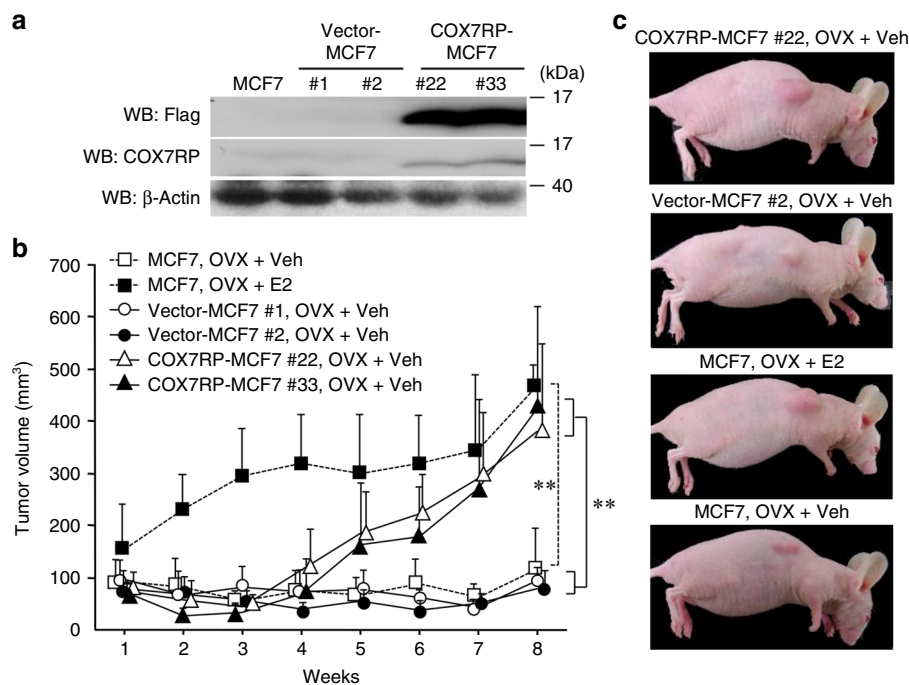 a
Vector-
MCF7
COX7RP-
MCF7
MCF7 #1 #2 #22 #33 (kDa)
WB: Flag
17
WB: COX7RP
17
WB: β-Actin
40
b
Tumor volume (mm³)
700
600
500
400
300
200
100
0
MCF7, OVX + Veh
MCF7, OVX + E2
Vector-MCF7 #1, OVX + Veh
Vector-MCF7 #2, OVX + Veh
COX7RP-MCF7 #22, OVX + Veh
COX7RP-MCF7 #33, OVX + Veh
**
**
1 2 3 4 5 6 7 8
Weeks
c
COX7RP-MCF7 #22, OVX + Veh
Vector-MCF7 #2, OVX + Veh
MCF7, OVX + E2
MCF7, OVX + Veh